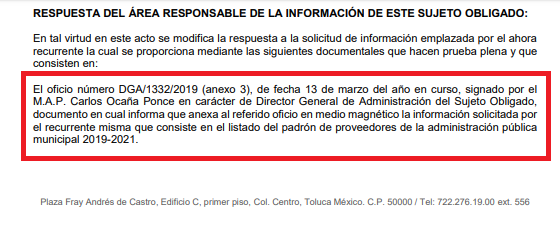 RESPUESTA DEL ÁREA RESPONSABLE DE LA INFORMACIÓN DE ESTE SUJETO OBLIGADO:
En tal virtud en este acto se modifica la respuesta a la solicitud de información emplazada por el ahora
recurrente la cual se proporciona mediante las siguientes documentales que hacen prueba plena y que
consisten en:
El oficio número DGA/1332/2019 (anexo 3), de fecha 13 de marzo del año en curso, signado por el
M.A.P. Carlos Ocaña Ponce en carácter de Director General de Administración del Sujeto Obligado,
documento en cual informa que anexa al referido oficio en medio magnético la información solicitada por
el recurrente misma que consiste en el listado del padrón de proveedores de la administración pública
municipal 2019-2021.
Plaza Fray Andrés de Castro, Edificio C, primer piso, Col. Centro, Toluca México. C.P. 50000 / Tel: 722.276.19.00 ext. 556